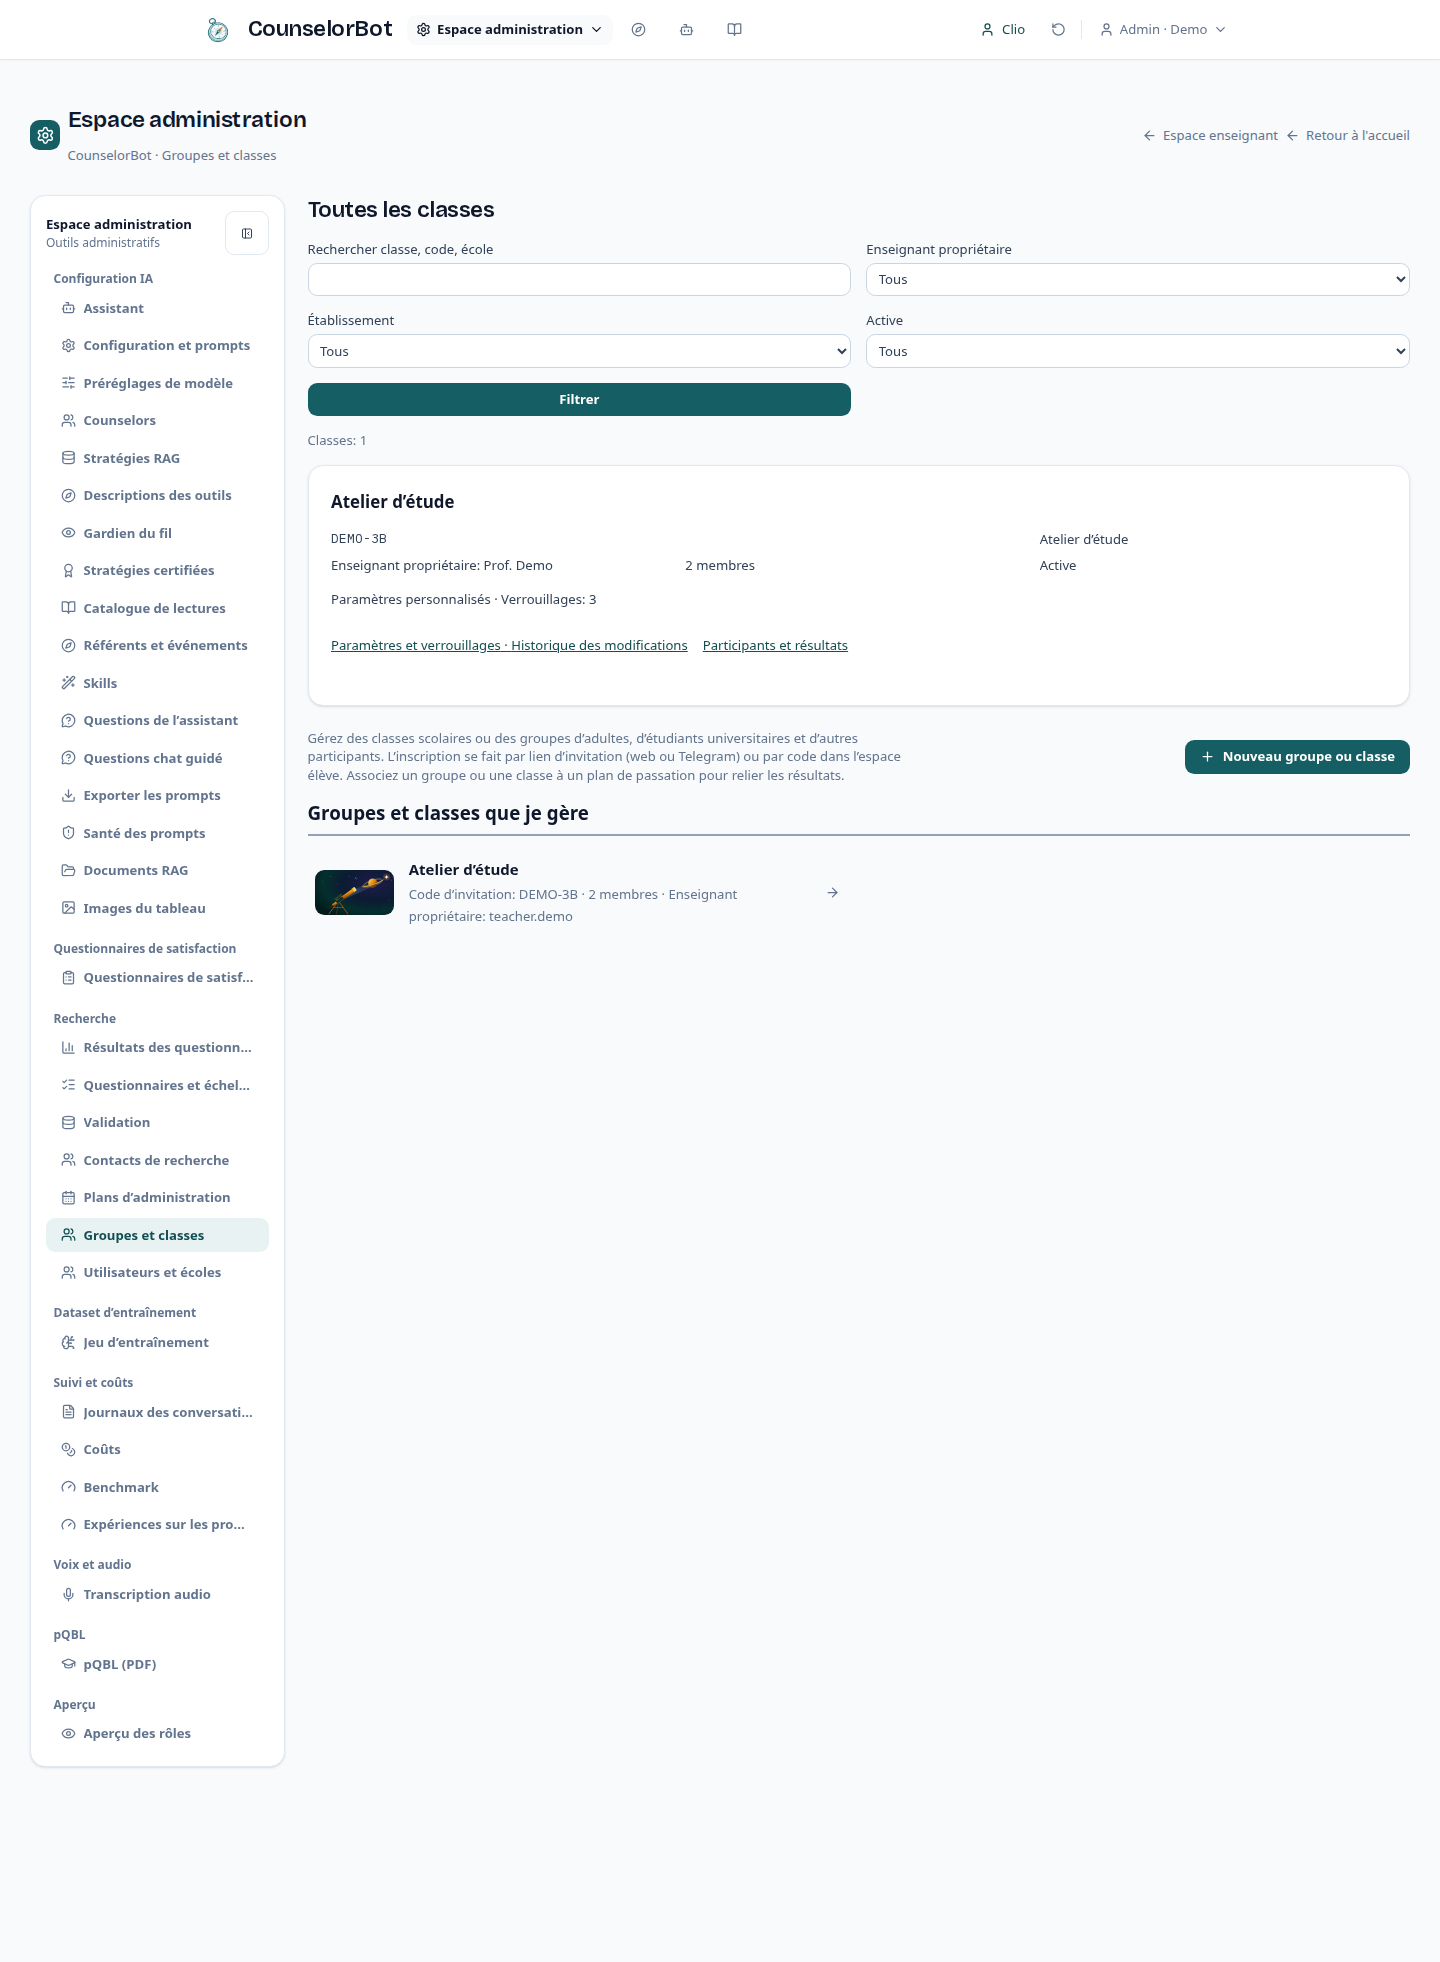 CounselorBot
Espace administration
Clio
Admin · Demo
Espace administration
CounselorBot · Groupes et classes
Espace enseignant
Retour à l'accueil
Espace administration
Outils administratifs
Configuration IA
Assistant
Configuration et prompts
Préréglages de modèle
Counselors
Stratégies RAG
Descriptions des outils
Gardien du fil
Stratégies certifiées
Catalogue de lectures
Référents et événements
Skills
Questions de l’assistant
Questions chat guidé
Exporter les prompts
Santé des prompts
Documents RAG
Images du tableau
Questionnaires de satisfaction
Questionnaires de satisf...
Recherche
Résultats des questionn...
Questionnaires et échel...
Validation
Contacts de recherche
Plans d’administration
Groupes et classes
Utilisateurs et écoles
Dataset d’entraînement
Jeu d’entraînement
Suivi et coûts
Journaux des conversati...
Coûts
Benchmark
Expériences sur les pro...
Voix et audio
Transcription audio
pQBL
pQBL (PDF)
Aperçu
Aperçu des rôles
Toutes les classes
Rechercher classe, code, école
Enseignant propriétaire
Tous
Établissement
Active
Tous
Tous
Filtrer
Classes: 1
Atelier d’étude
DEMO-3B
Atelier d’étude
Enseignant propriétaire: Prof. Demo
2 membres
Active
Paramètres personnalisés · Verrouillages: 3
Paramètres et verrouillages · Historique des modifications
Participants et résultats
Gérez des classes scolaires ou des groupes d’adultes, d’étudiants universitaires et d’autres
participants. L’inscription se fait par lien d’invitation (web ou Telegram) ou par code dans l’espace
élève. Associez un groupe ou une classe à un plan de passation pour relier les résultats.
Nouveau groupe ou classe
Groupes et classes que je gère
Atelier d’étude
Code d’invitation: DEMO-3B · 2 membres · Enseignant
propriétaire: teacher.demo